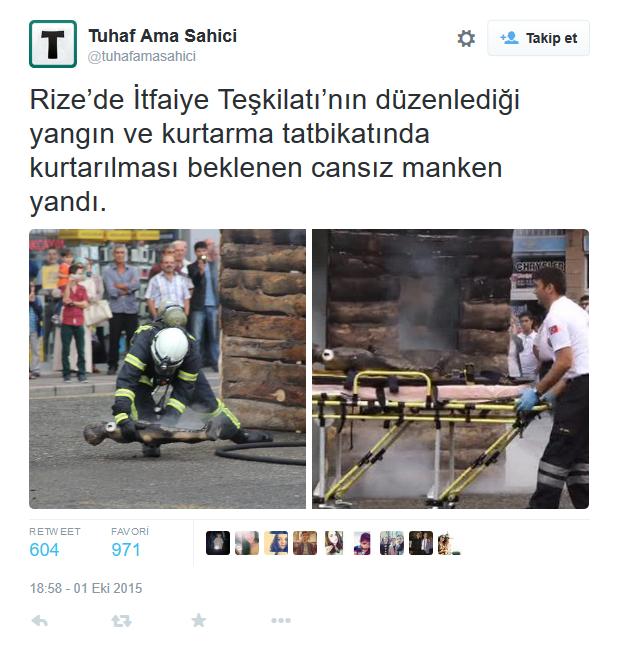 T
Tuhaf Ama Sahici
@tuhafamasahici
Takip et
Rize’de İtfaiye Teşkilatı’nın düzenlediği
yangın ve kurtarma tatbikatında
kurtarılması beklenen cansız manken
yandı.
CHRYSLER
RETWEET
FAVORİ
604
971
18:58 - 01 Eki 2015